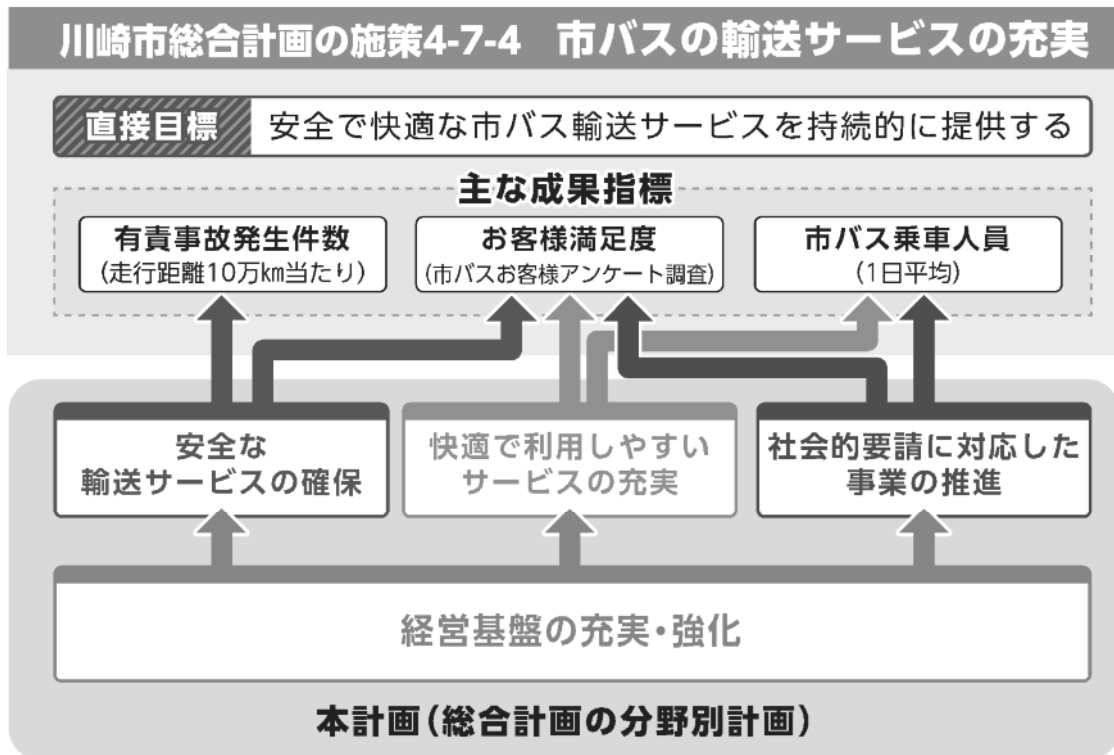 川崎市総合計画の施策4-7-4　市バスの輸送サービスの充実
直接目標　安全で快適な市バス輸送サービスを持続的に提供する
主な成果指標
有責事故発生件数
(走行距離10万㎞当たり)
お客様満足度
(市バスお客様アンケート調査)
市バス乗車人員
(1日平均)
安全な
輸送サービスの確保
快適で利用しやすい
サービスの充実
社会的要請に対応した
事業の推進
経営基盤の充実・強化
本計画(総合計画の分野別計画)